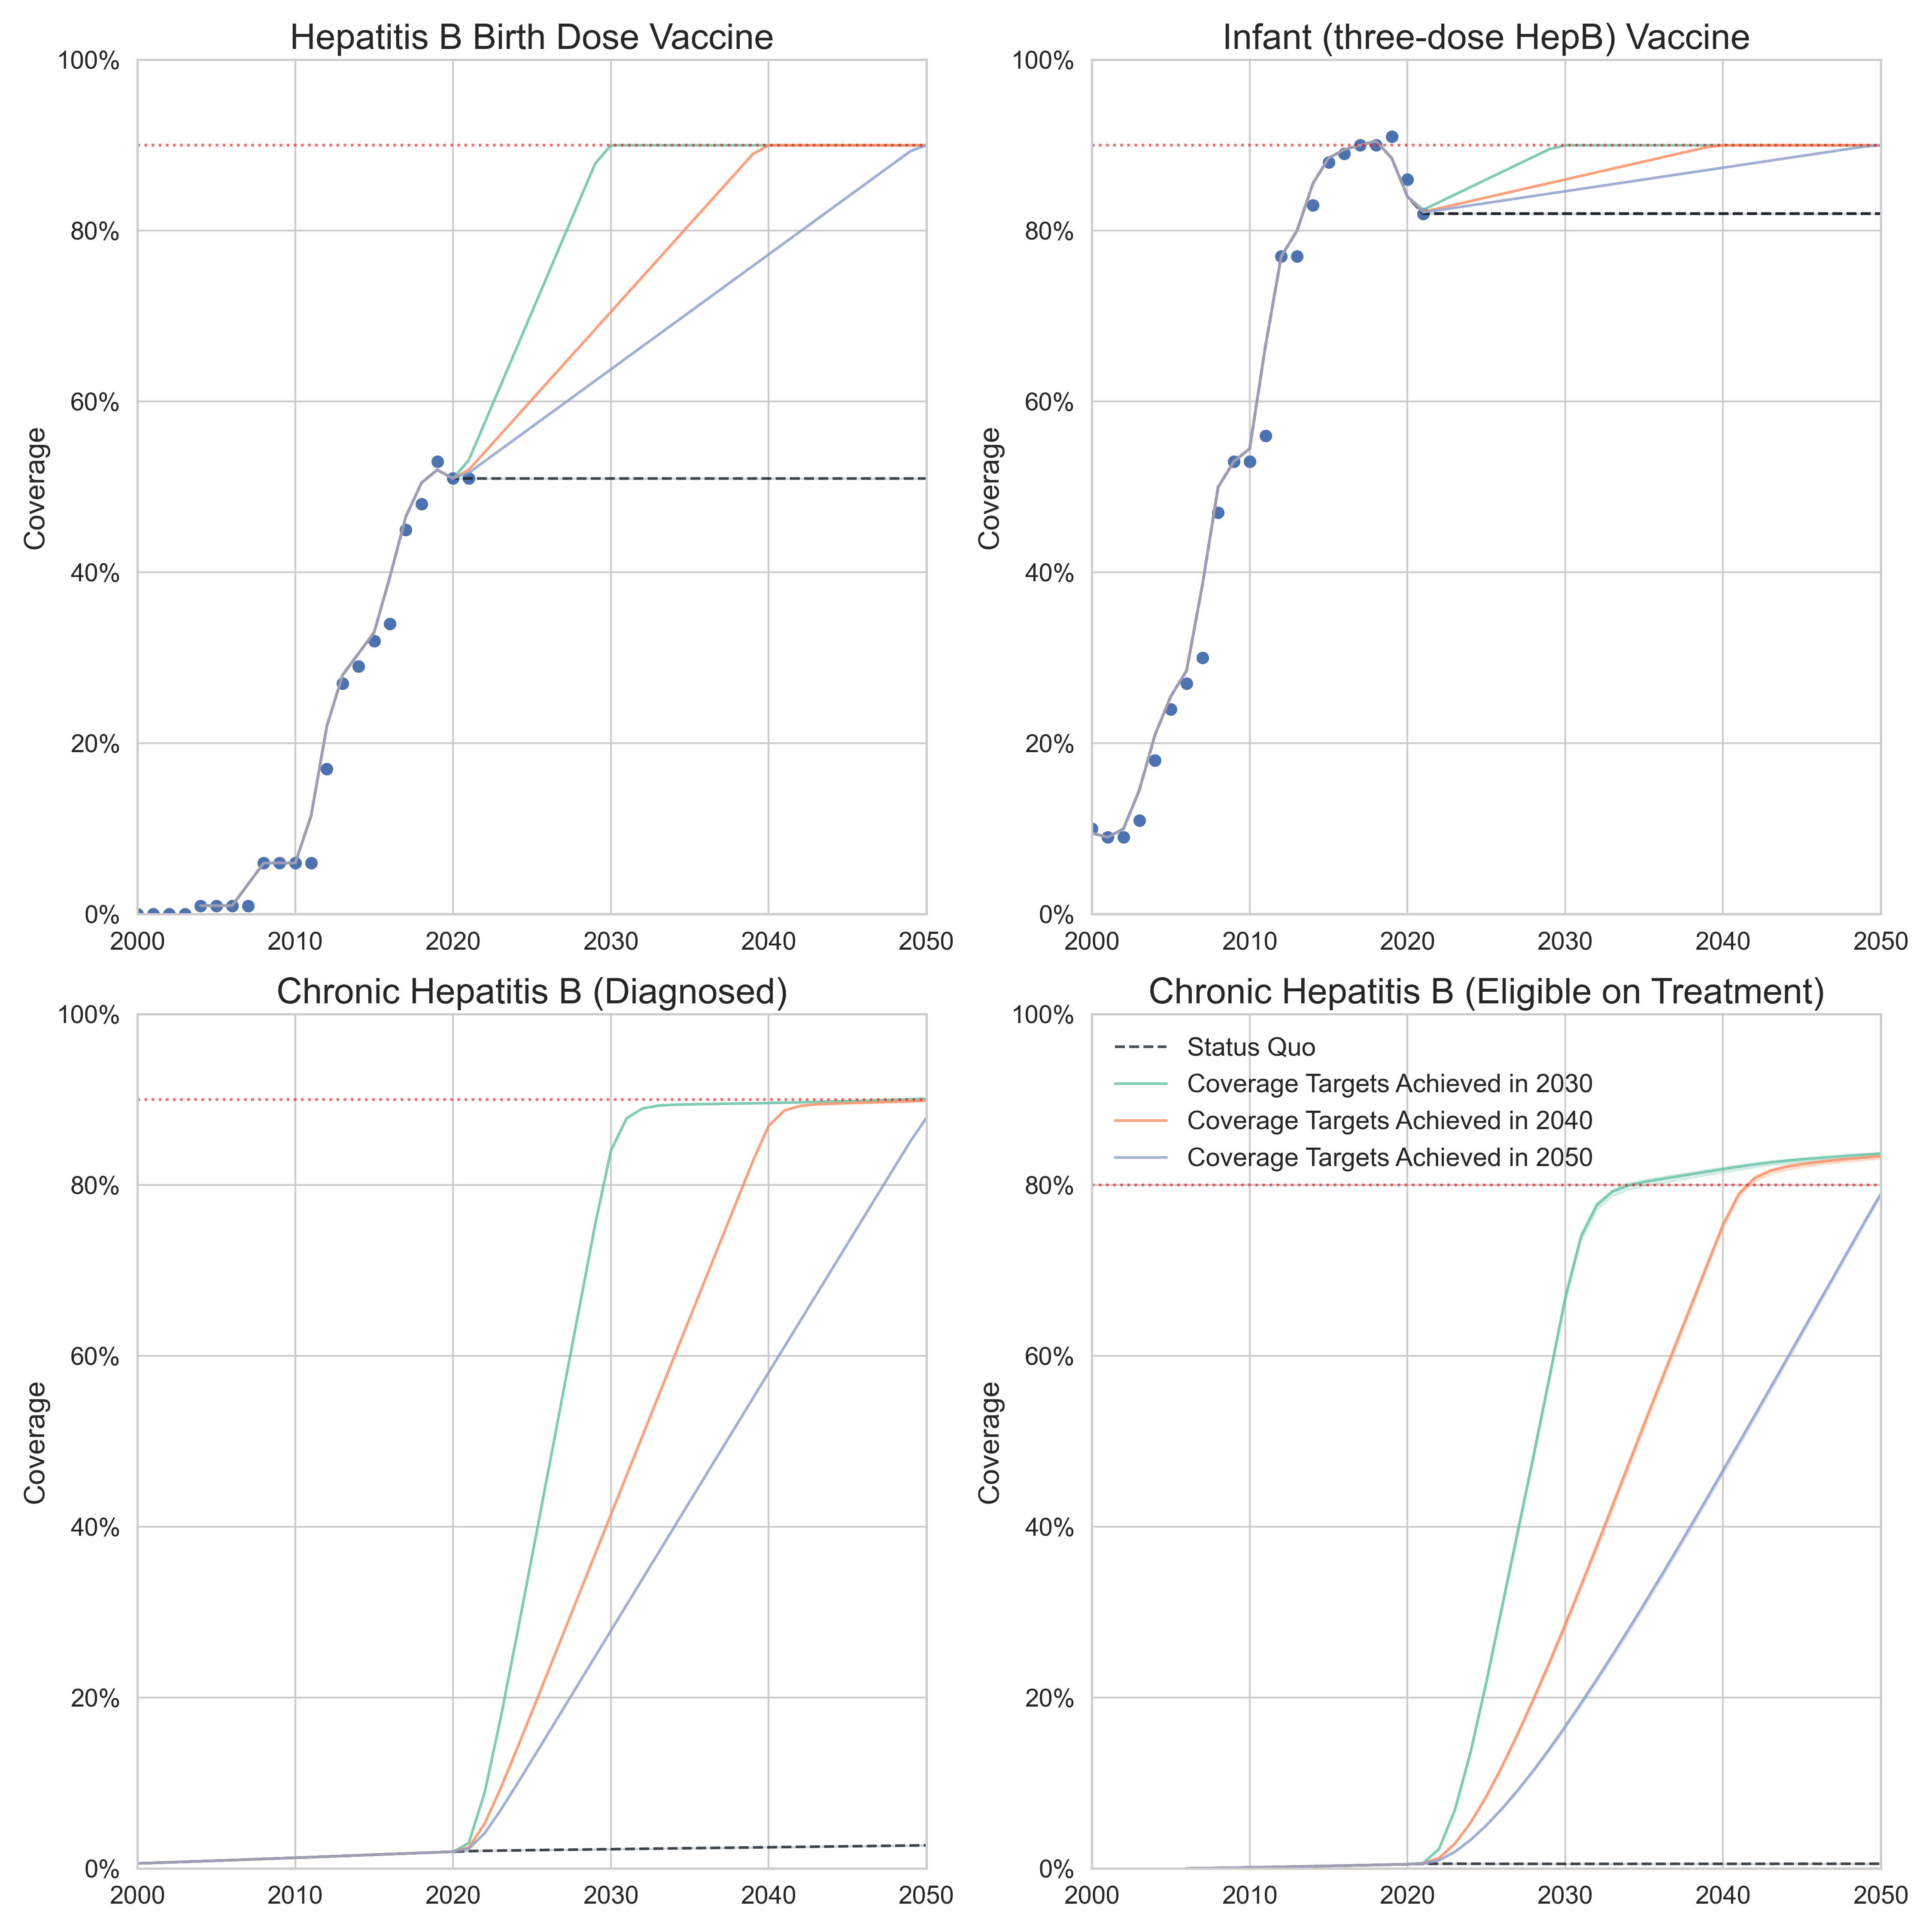 Hepatitis B Birth Dose Vaccine
Coverage
100%
80%
60%
40%
20%
0%
2000 2010 2020 2030 2040 2050
Infant (three-dose HepB) Vaccine
Coverage
100%
80%
60%
40%
20%
0%
2000 2010 2020 2030 2040 2050
Chronic Hepatitis B (Diagnosed)
Coverage
100%
80%
60%
40%
20%
0%
2000 2010 2020 2030 2040 2050
Chronic Hepatitis B (Eligible on Treatment)
Coverage
100%
80%
60%
40%
20%
0%
Status Quo
Coverage Targets Achieved in 2030
Coverage Targets Achieved in 2040
Coverage Targets Achieved in 2050
2000 2010 2020 2030 2040 2050